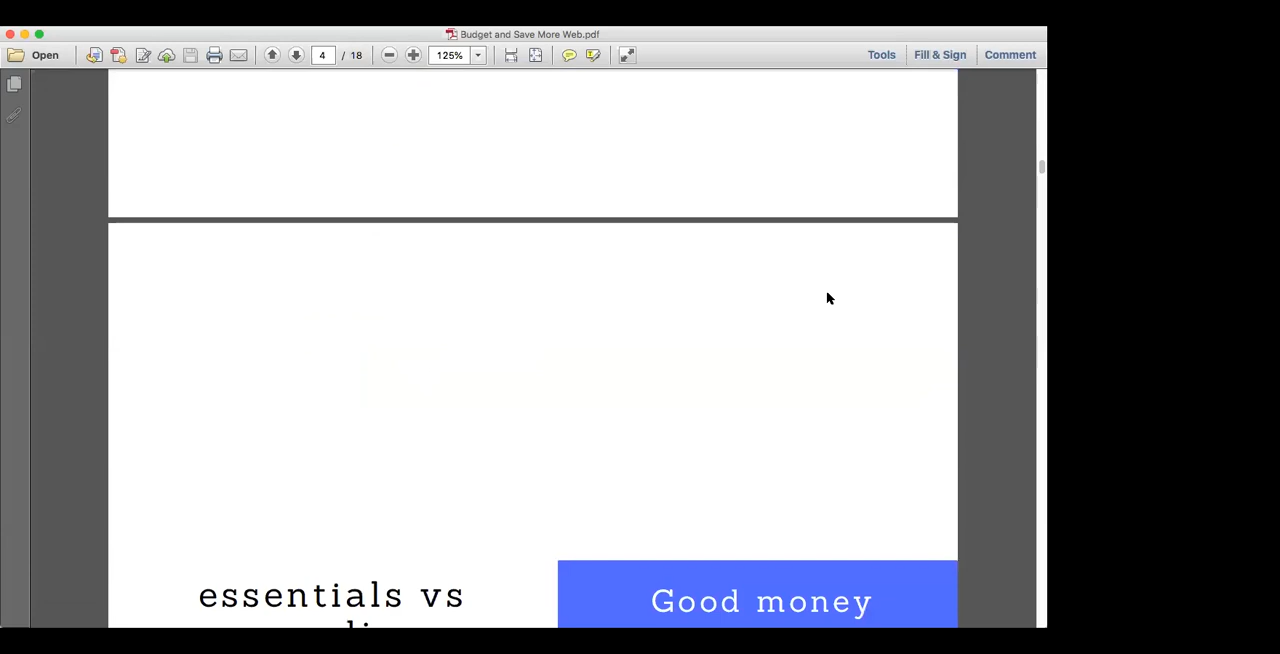 Budget and Save More Web.pdf
Open
4 / 18
125%
Tools
Fill & Sign
Comment
essentials vs
Good money